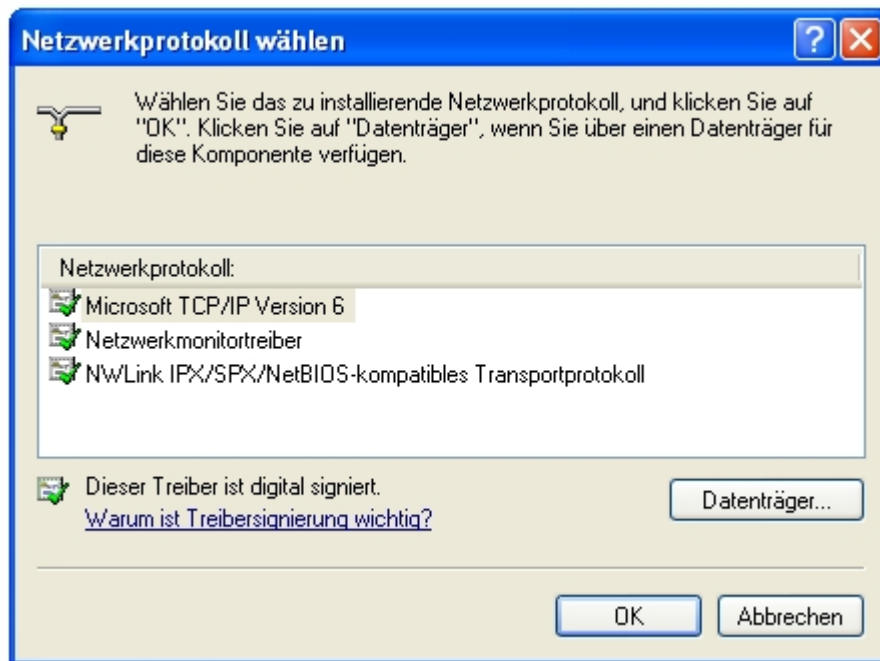 Netzwerkprotokoll wählen
Wählen Sie das zu installierende Netzwerkprotokoll, und klicken Sie auf
"OK". Klicken Sie auf "Datenträger", wenn Sie über einen Datenträger für
diese Komponente verfügen.
Netzwerkprotokoll:
Microsoft TCP/IP Version 6
Netzwerkmonitortreiber
NWLink IPX/SPX/NetBIOS-kompatibles Transportprotokoll
Dieser Treiber ist digital signiert.
Warum ist Treibersignierung wichtig?
Datenträger...
OK
Abbrechen